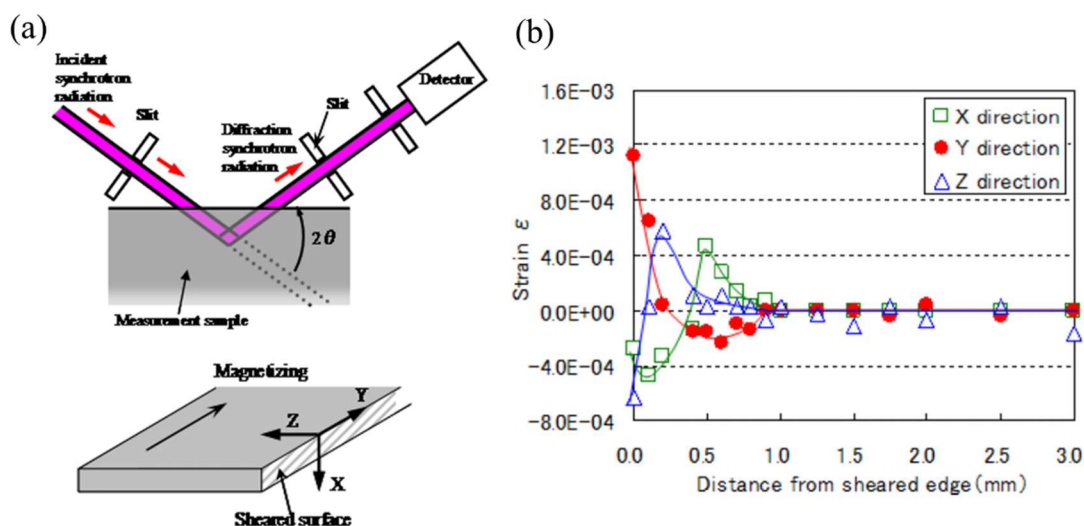 (a)
Incident
synchrotron
radiation
Slit
Slit
Detector
Diffraction
synchrotron
radiation
2θ
Measurement sample
Magnetizing
Y
Z
X
Sheared surface
(b)
1.6E-03
1.2E-03
8.0E-04
4.0E-04
0.0E+00
-4.0E-04
-8.0E-04
Strain ε
X direction
Y direction
Z direction
0.0 0.5 1.0 1.5 2.0 2.5 3.0
Distance from sheared edge(mm)